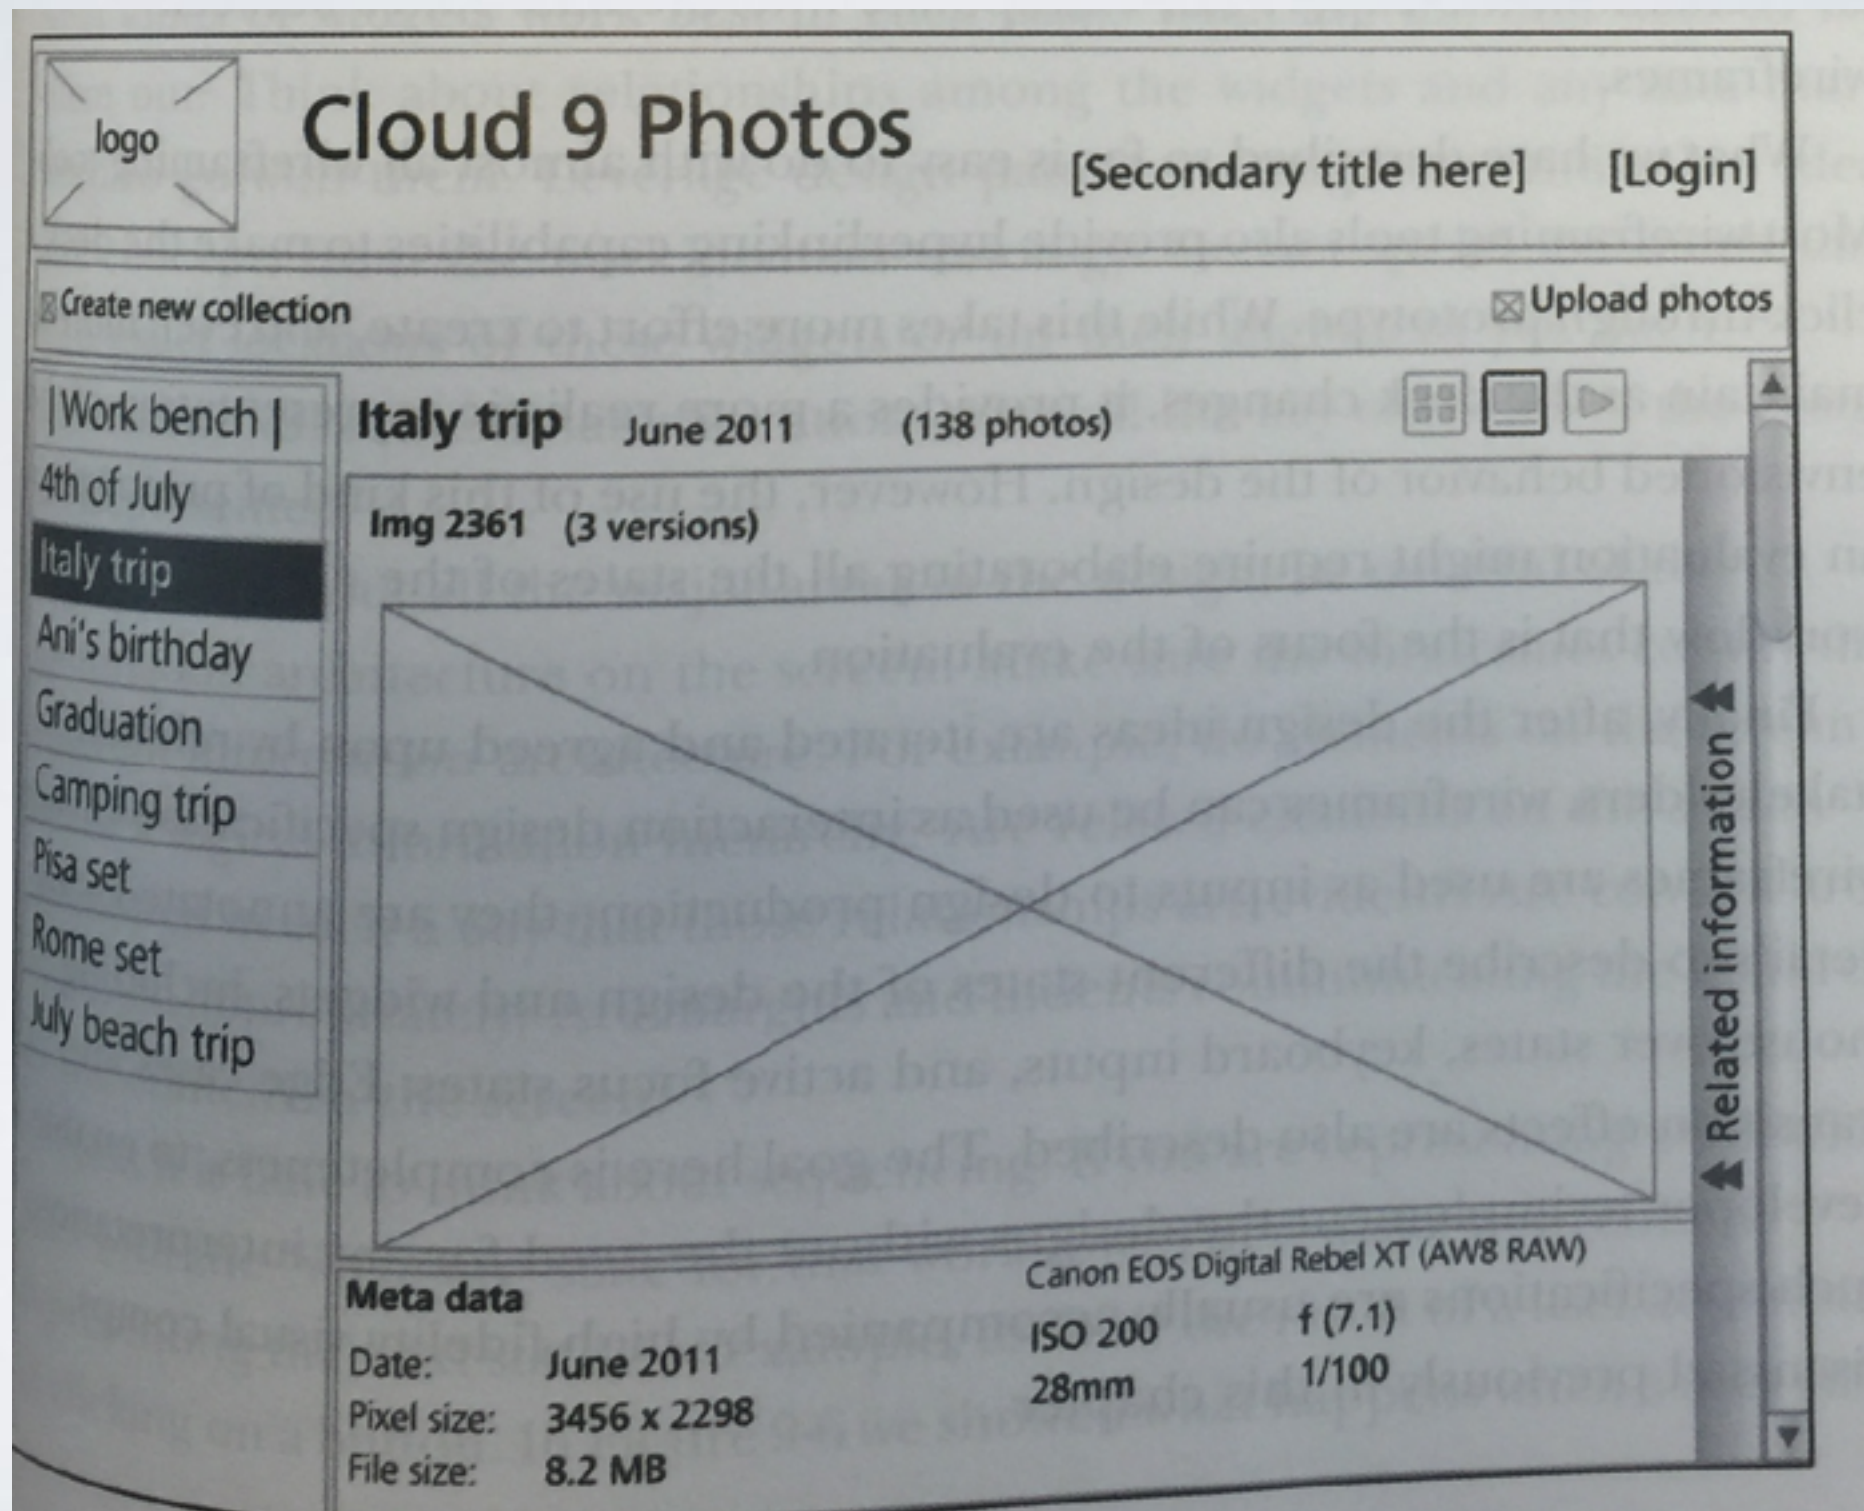 logo
Cloud 9 Photos
[Secondary title here] [Login]
Create new collection
Upload photos
|Work bench |
4th of July
Italy trip
Ani's birthday
Graduation
Camping trip
Pisa set
Rome set
July beach trip
Italy trip June 2011 (138 photos)
Img 2361 (3 versions)
Related information
Meta data
Date: June 2011
Pixel size: 3456 x 2298
File size: 8.2 MB
Canon EOS Digital Rebel XT (AW8 RAW)
ISO 200 f (7.1)
28mm 1/100